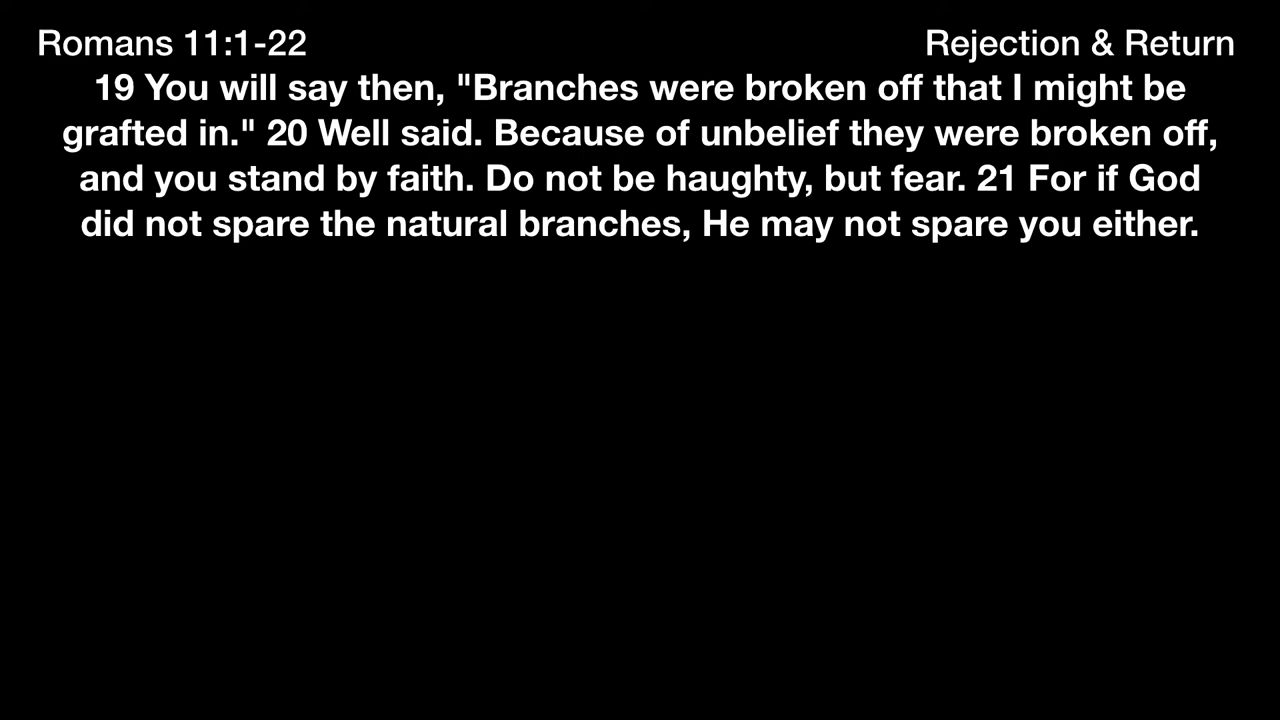 Romans 11:1-22
Rejection & Return
19 You will say then, "Branches were broken off that I might be
grafted in." 20 Well said. Because of unbelief they were broken off,
and you stand by faith. Do not be haughty, but fear. 21 For if God
did not spare the natural branches, He may not spare you either.